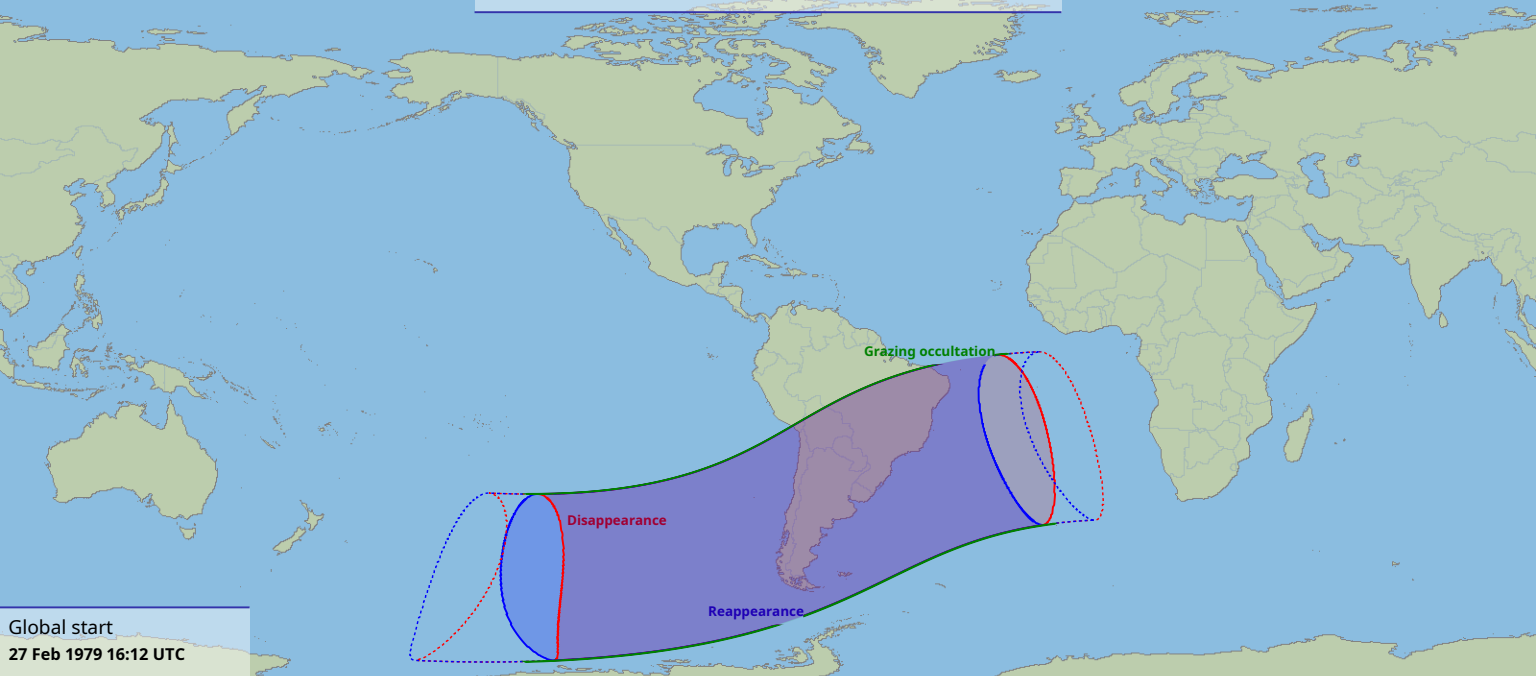 Grazing occultation
Disappearance
Reappearance
Global start
27 Feb 1979 16:12 UTC